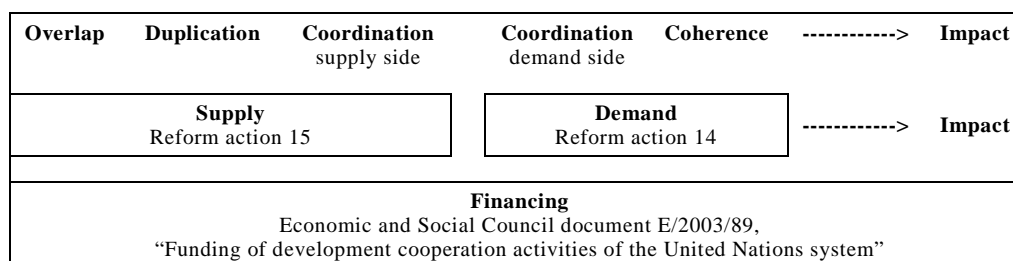 Overlap Duplication Coordination Coordination Coherence ------------> Impact
supply side demand side
Supply Demand ------------> Impact
Reform action 15 Reform action 14
Financing
Economic and Social Council document E/2003/89,
“Funding of development cooperation activities of the United Nations system”